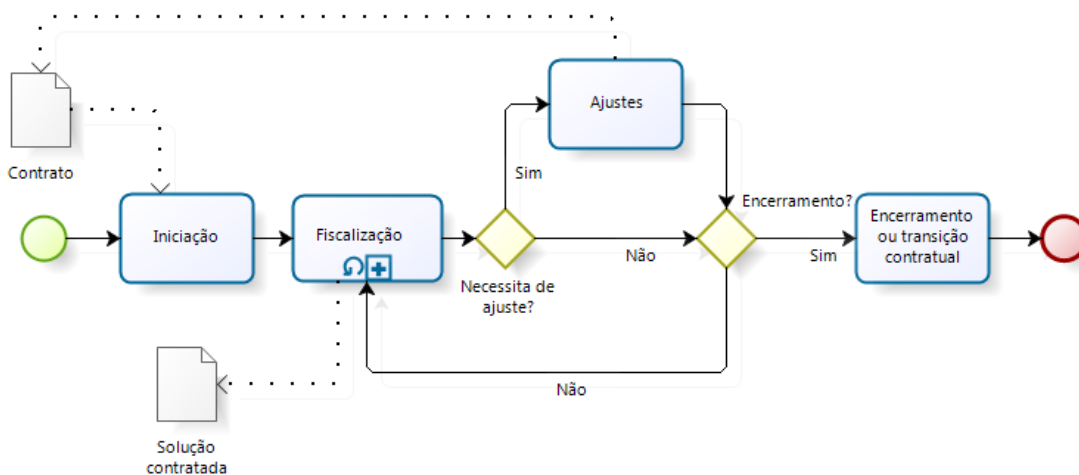 Ajustes
Contrato
Sim
Iniciação
Fiscalização
Necessita de
ajuste?
Não
Encerramento?
Sim
Encerramento
ou transição
contratual
Não
Solução
contratada